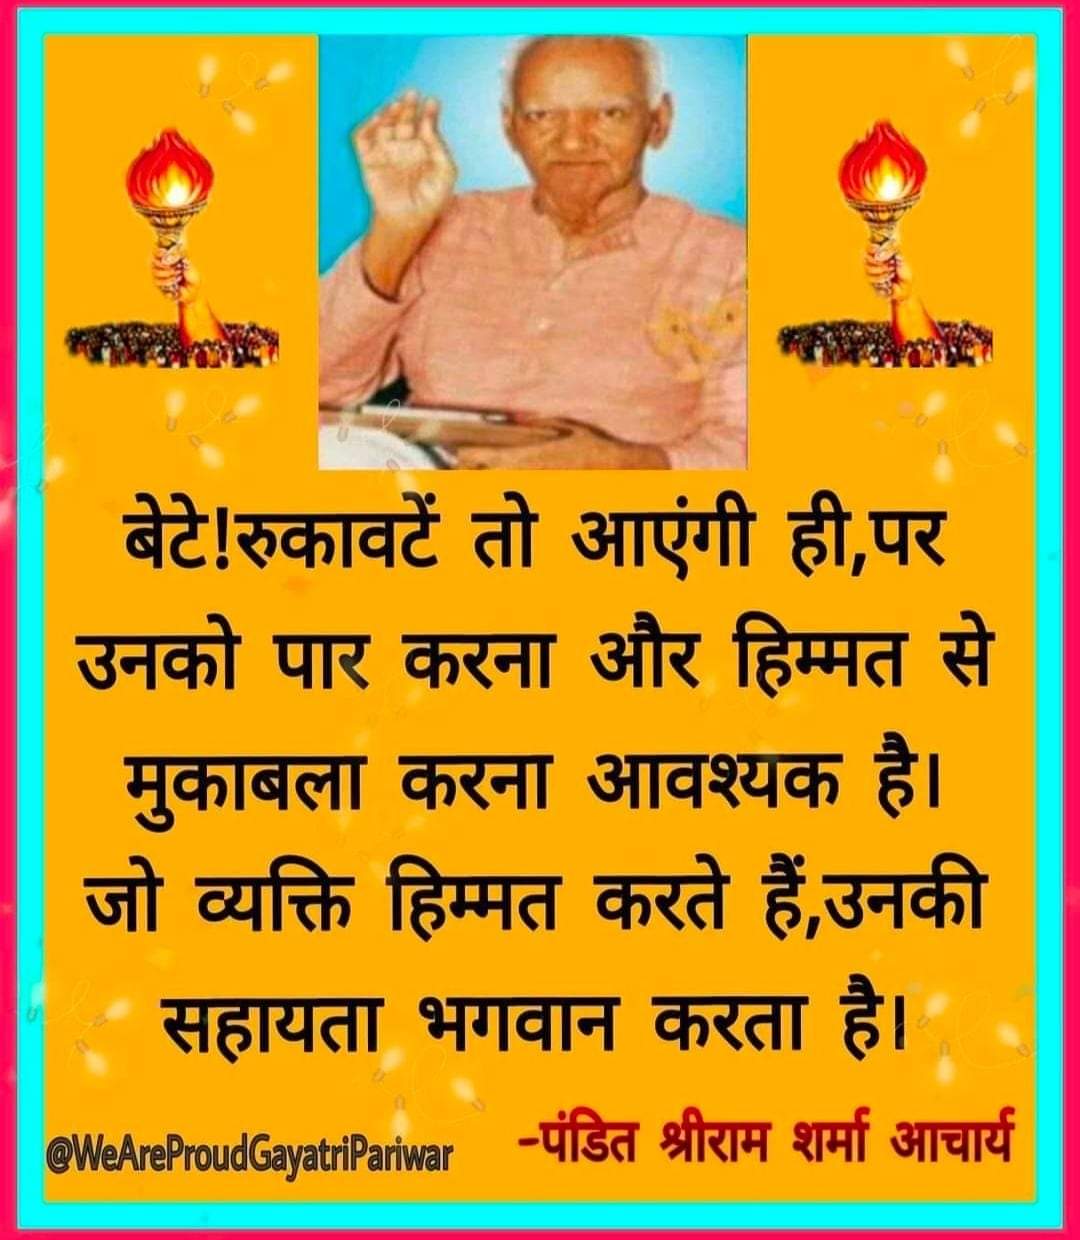 बेटे!रुकावटें तो आएंगी ही,पर
उनको पार करना और हिम्मत से
मुकाबला करना आवश्यक है।
जो व्यक्ति हिम्मत करते हैं,उनकी
सहायता भगवान करता है।
-पंडित श्रीराम शर्मा आचार्य
@WeAreProudGayatriPariwar